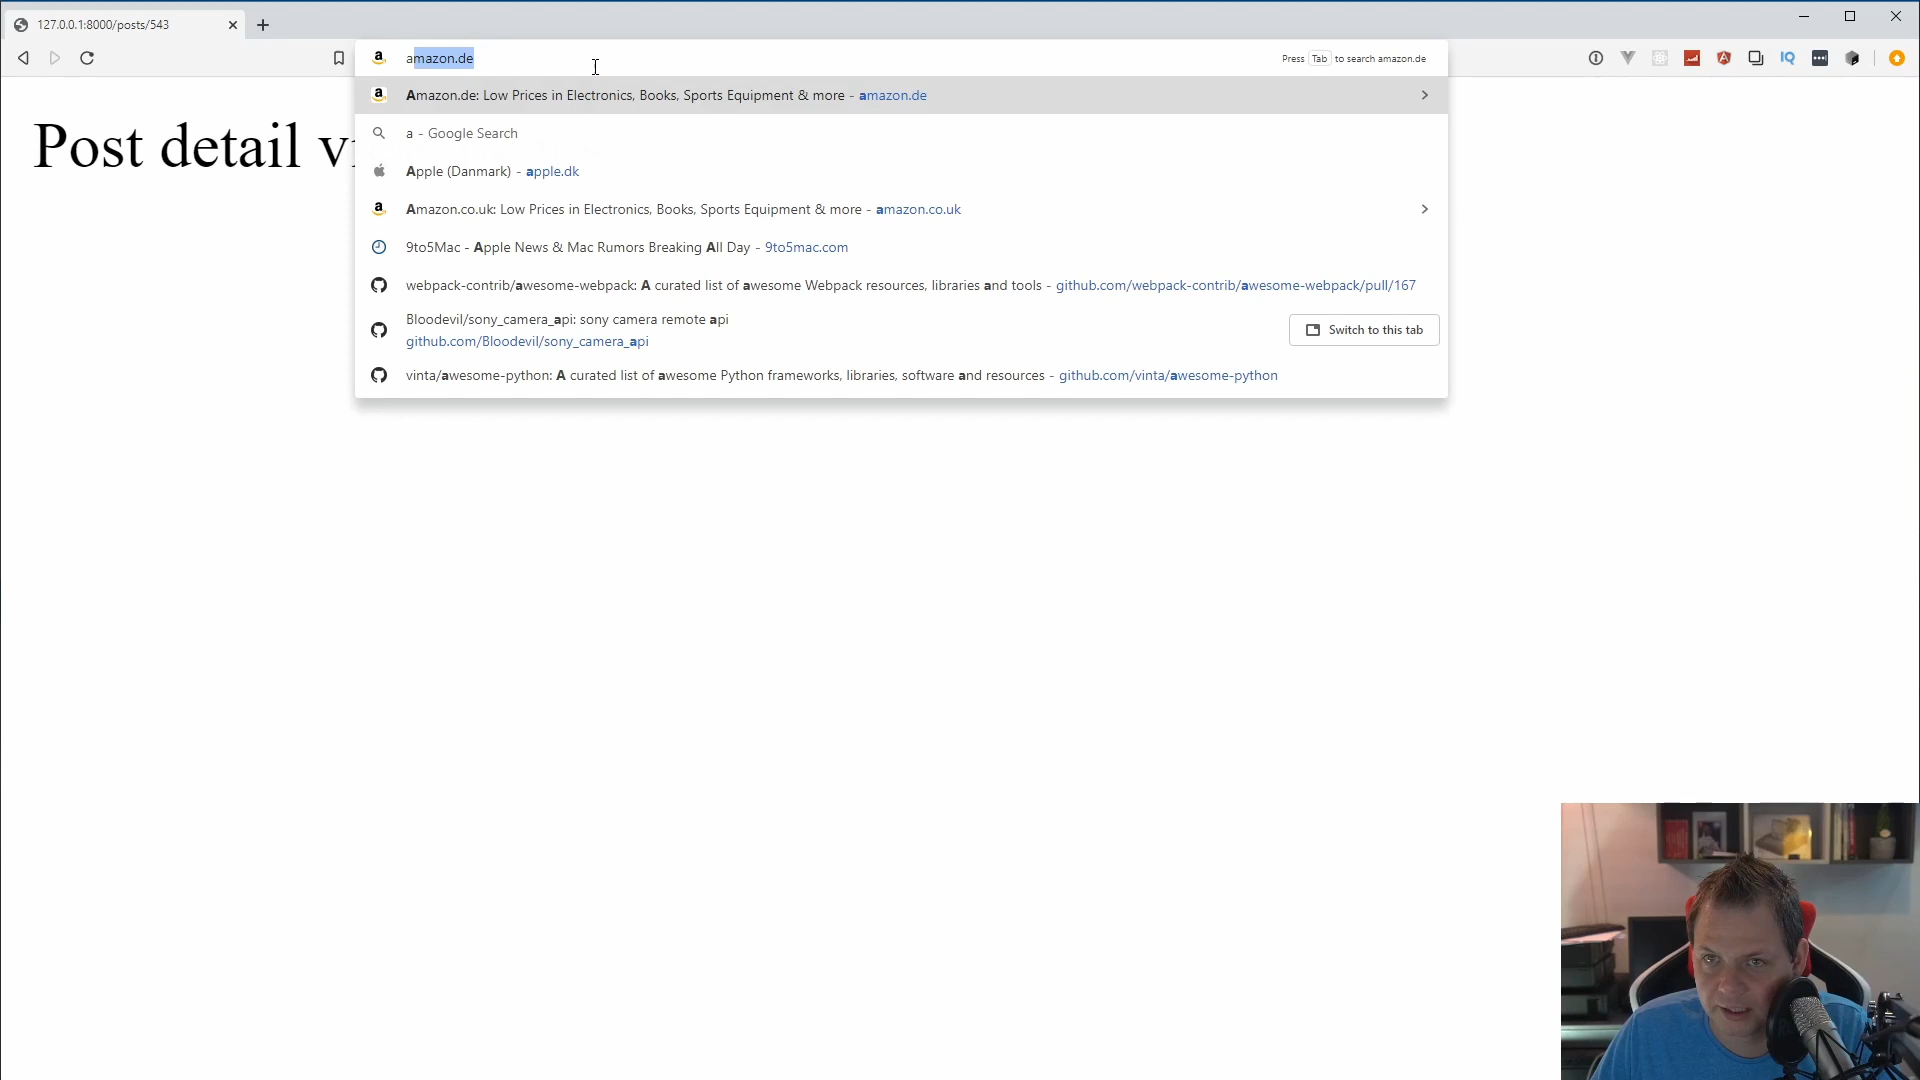 127.0.0.1:8000/posts/543
amazon.de
Press Tab to search amazon.de
Amazon.de: Low Prices in Electronics, Books, Sports Equipment & more - amazon.de
a - Google Search
Apple (Danmark) - apple.dk
Amazon.co.uk: Low Prices in Electronics, Books, Sports Equipment & more - amazon.co.uk
9to5Mac - Apple News & Mac Rumors Breaking All Day - 9to5mac.com
webpack-contrib/awesome-webpack: A curated list of awesome Webpack resources, libraries and tools - github.com/webpack-contrib/awesome-webpack/pull/167
Bloodevil/sony_camera_api: sony camera remote api
github.com/Bloodevil/sony_camera_api
Switch to this tab
vinta/awesome-python: A curated list of awesome Python frameworks, libraries, software and resources - github.com/vinta/awesome-python
Post detail
IQ